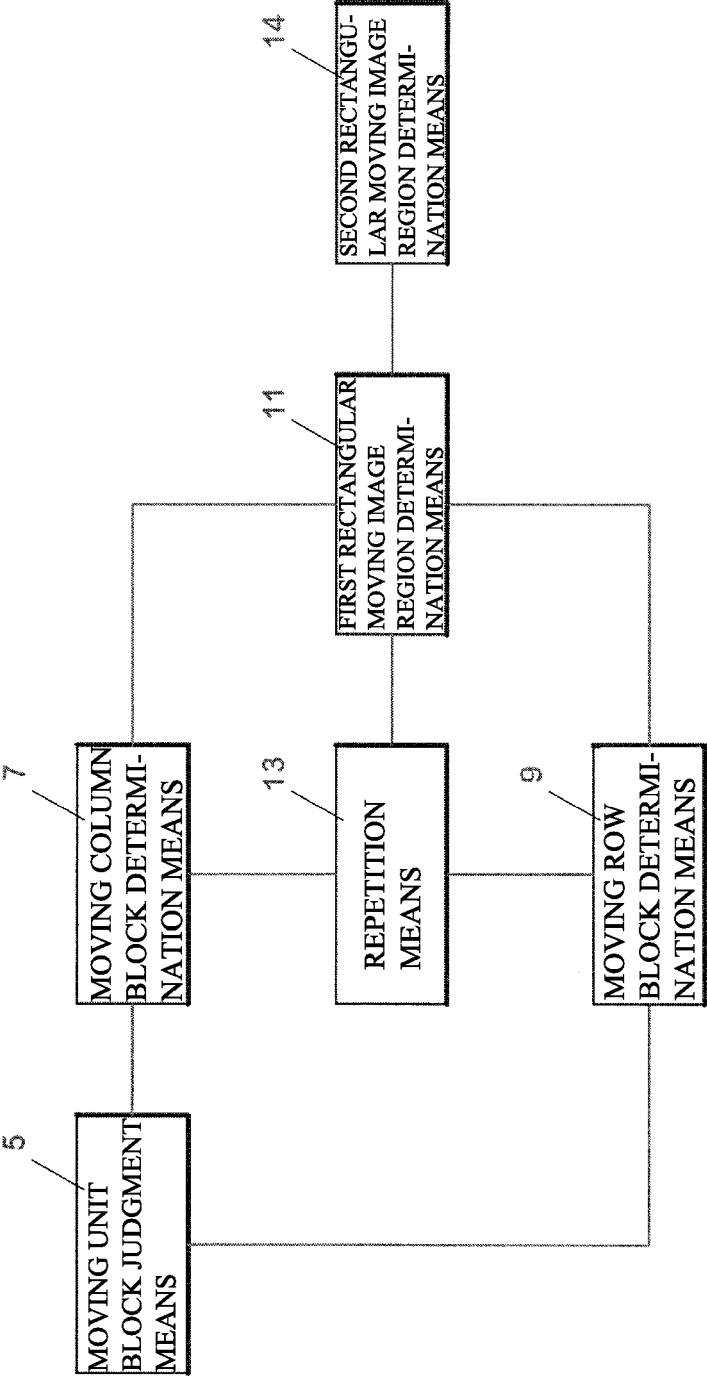 5
MOVING UNIT
BLOCK JUDGMENT
MEANS
7
MOVING COLUMN
BLOCK DETERMI-
NATION MEANS
13
REPETITION
MEANS
9
MOVING ROW
BLOCK DETERMI-
NATION MEANS
11
FIRST RECTANGULAR
MOVING IMAGE
REGION DETERMI-
NATION MEANS
14
SECOND RECTANGU-
LAR MOVING IMAGE
REGION DETERMI-
NATION MEANS